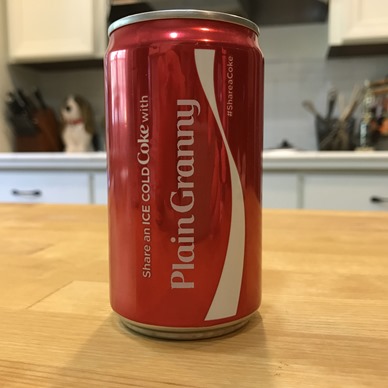 Share an ICE COLD Coke with
Plain Granny
#ShareaCoke